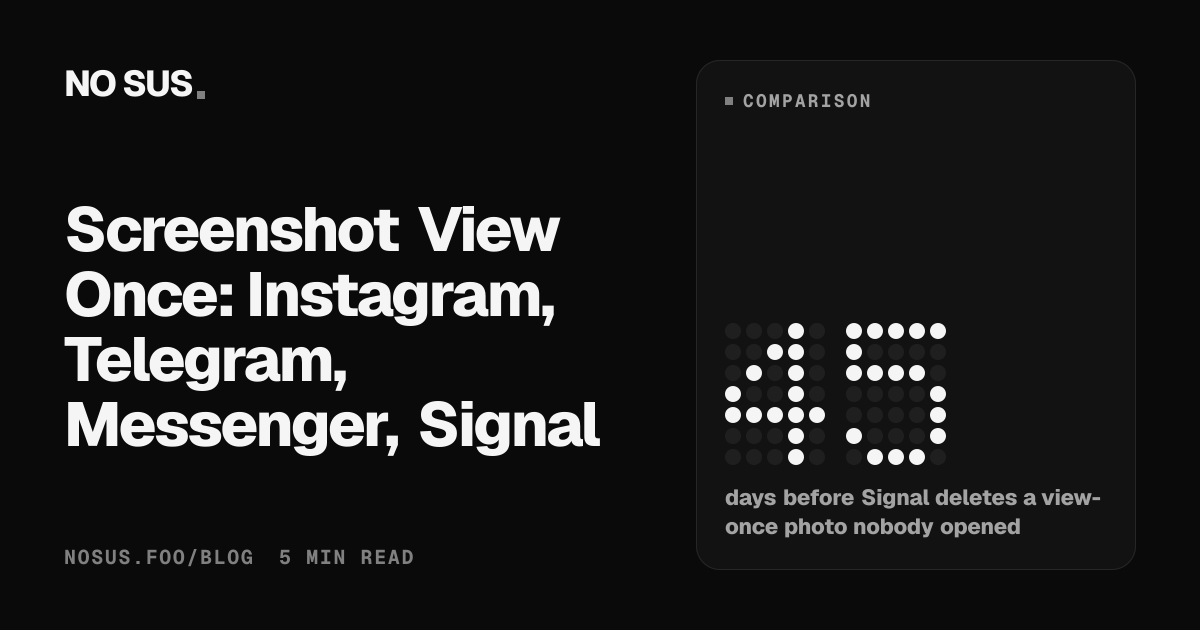 NO SUS.
Screenshot View
Once: Instagram,
Telegram,
Messenger, Signal
NOSUS.FOO/BLOG 5 MIN READ
COMPARISON
45
days before Signal deletes a view-
once photo nobody opened